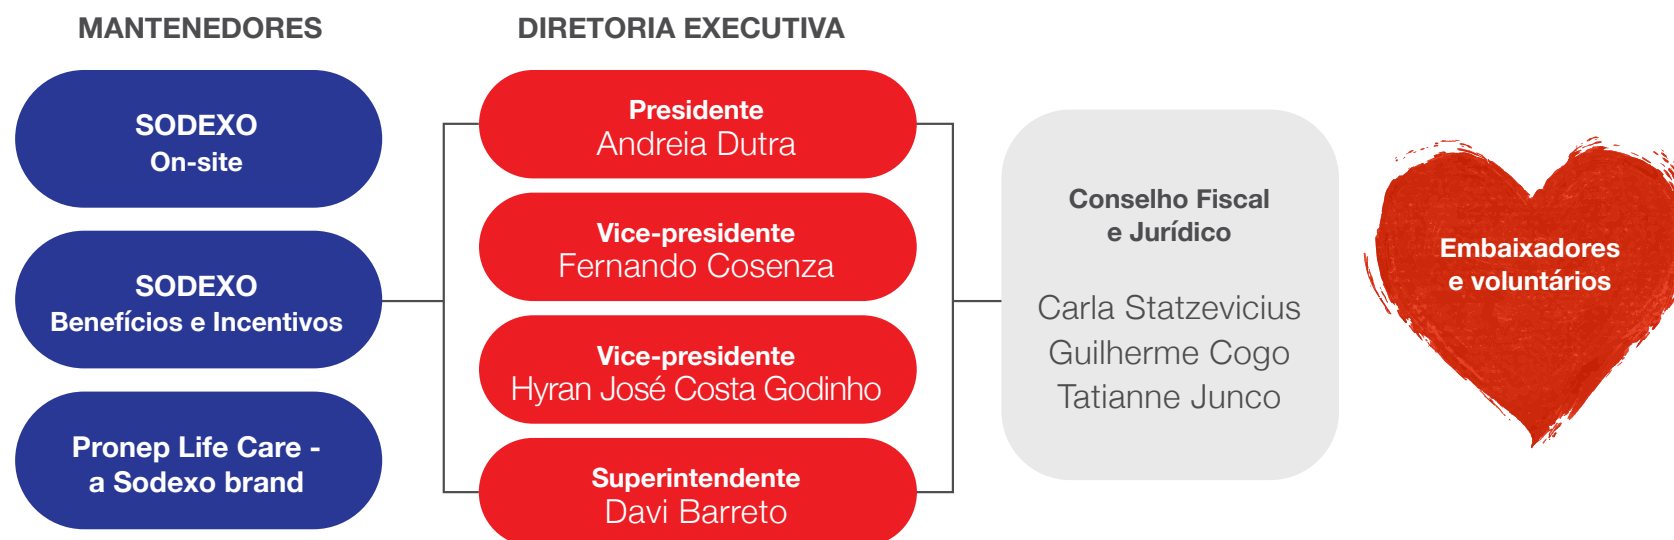 MANTENEDORES
SODEXO
On-site
SODEXO
Benefícios e Incentivos
Pronep Life Care -
a Sodexo brand
DIRETORIA EXECUTIVA
Presidente
Andreia Dutra
Vice-presidente
Fernando Cosenza
Vice-presidente
Hyran José Costa Godinho
Superintendente
Davi Barreto
Conselho Fiscal
e Jurídico
Carla Statzevicius
Guilherme Cogo
Tatianne Junco
Embaixadores
e voluntários